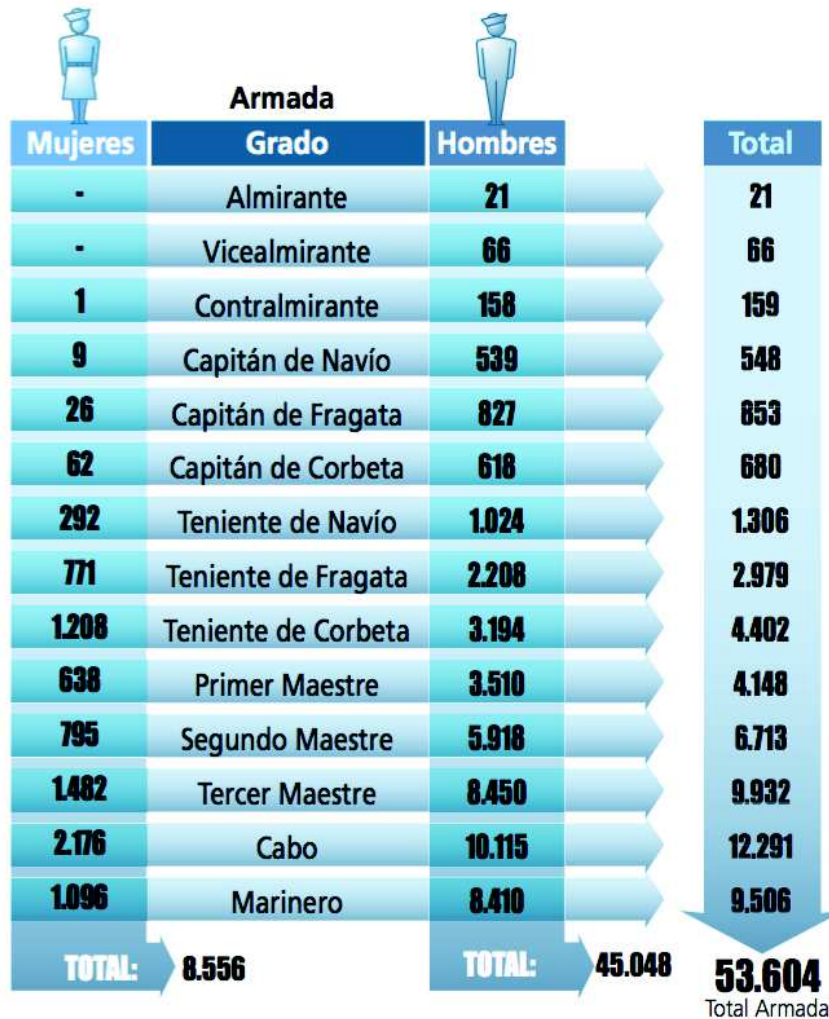 Armada
Mujeres Grado Hombres Total
- Almirante 21 21
- Vicealmirante 66 66
1 Contralmirante 158 159
9 Capitán de Navío 539 548
26 Capitán de Fragata 827 853
62 Capitán de Corbeta 618 680
292 Teniente de Navío 1.024 1.306
771 Teniente de Fragata 2.208 2.979
1.208 Teniente de Corbeta 3.194 4.402
638 Primer Maestre 3.510 4.148
795 Segundo Maestre 5.918 6.713
1.482 Tercer Maestre 8.450 9.932
2.176 Cabo 10.115 12.291
1.096 Marinero 8.410 9.506
TOTAL: 8.556 TOTAL: 45.048 53.604
Total Armada